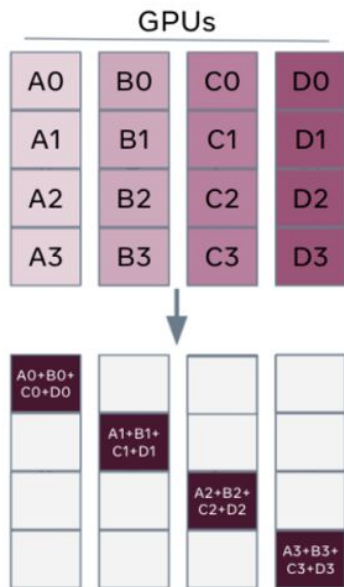 GPUs
A0 B0 C0 D0
A1 B1 C1 D1
A2 B2 C2 D2
A3 B3 C3 D3
A0+B0+
C0+D0
A1+B1+
C1+D1
A2+B2+
C2+D2
A3+B3+
C3+D3